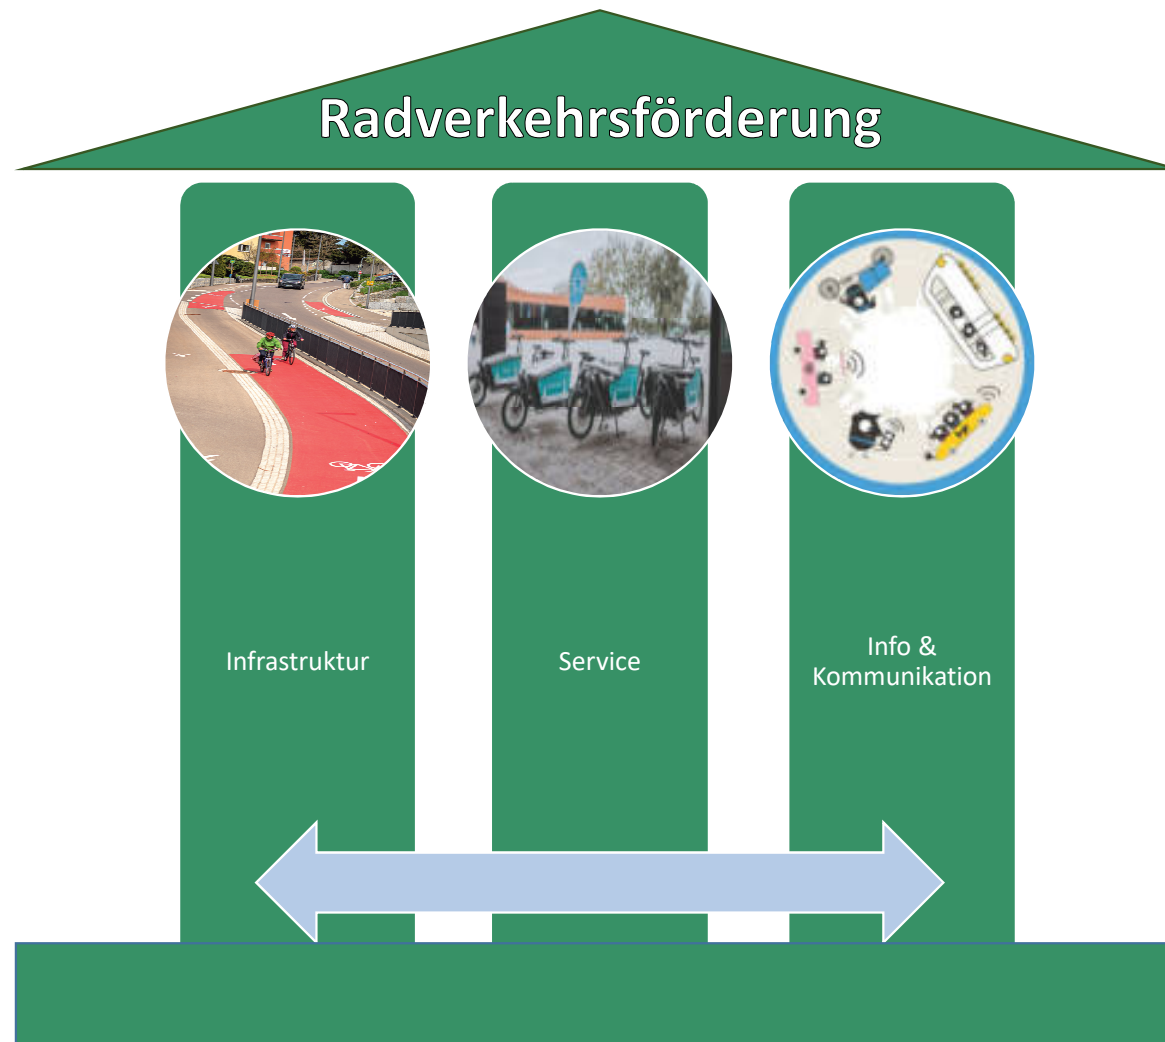 Radverkehrsförderung
Infrastruktur
Service
Info &
Kommunikation